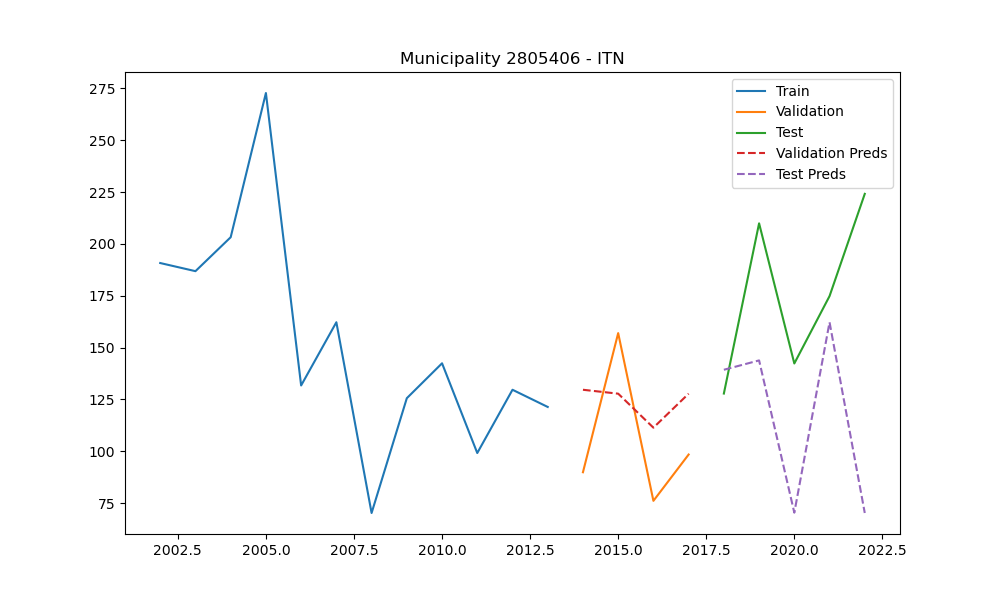 Municipality 2805406 - ITN
Train
Validation
Test
Validation Preds
Test Preds
275
250
225
200
175
150
125
100
75
2002.5 2005.0 2007.5 2010.0 2012.5 2015.0 2017.5 2020.0 2022.5